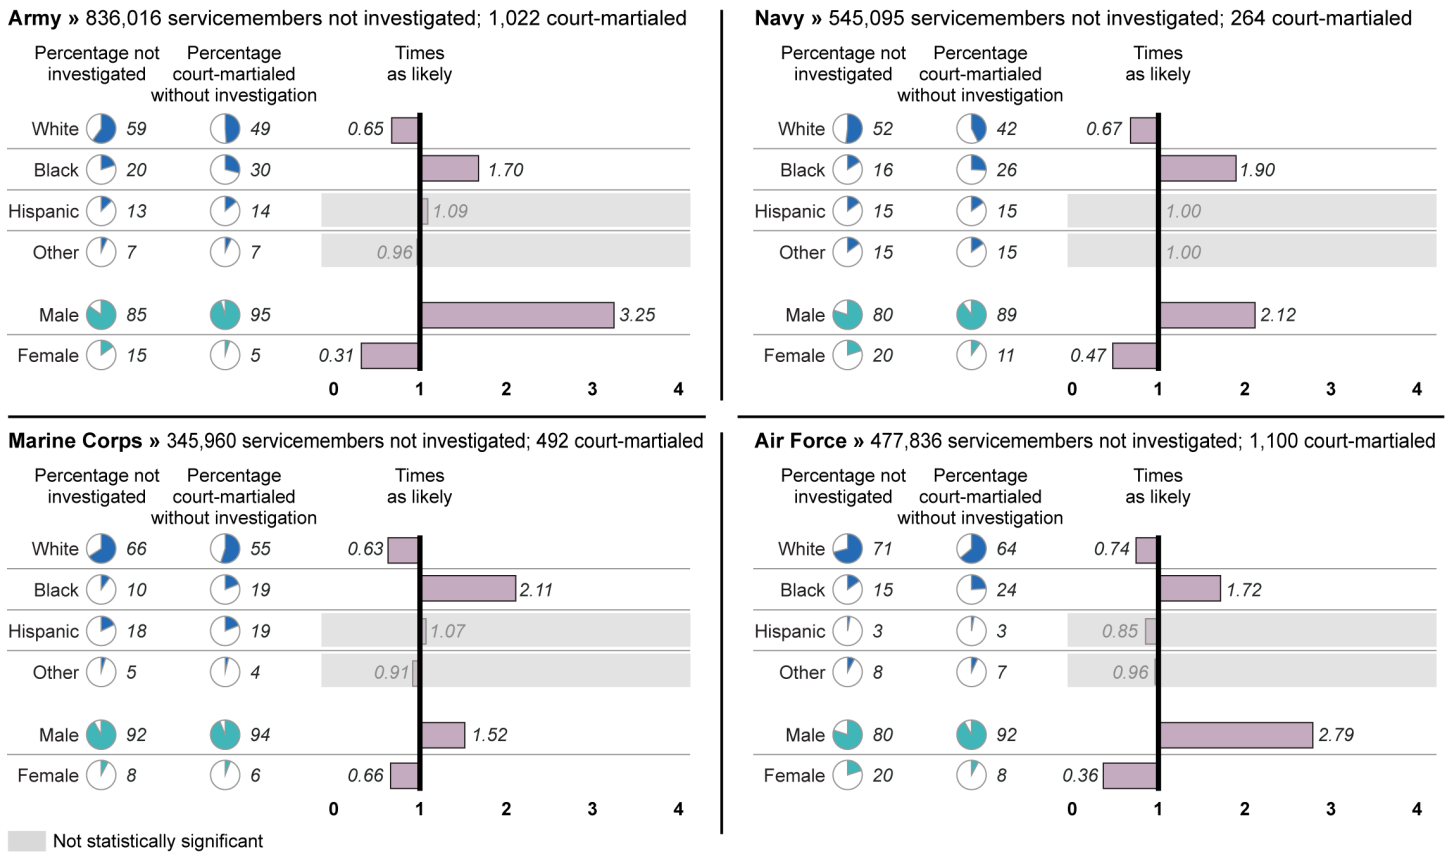 Army » 836,016 servicemembers not investigated; 1,022 court-martialed
Percentage not investigated
Percentage court-martialed without investigation
Times as likely
White 59 49 0.65
Black 20 30 1.70
Hispanic 13 14 1.09
Other 7 7 0.96
Male 85 95 3.25
Female 15 5 0.31
0 1 2 3 4
Navy » 545,095 servicemembers not investigated; 264 court-martialed
Percentage not investigated
Percentage court-martialed without investigation
Times as likely
White 52 42 0.67
Black 16 26 1.90
Hispanic 15 15 1.00
Other 15 15 1.00
Male 80 89 2.12
Female 20 11 0.47
0 1 2 3 4
Marine Corps » 345,960 servicemembers not investigated; 492 court-martialed
Percentage not investigated
Percentage court-martialed without investigation
Times as likely
White 66 55 0.63
Black 10 19 2.11
Hispanic 18 19 1.07
Other 5 4 0.91
Male 92 94 1.52
Female 8 6 0.66
0 1 2 3 4
Air Force » 477,836 servicemembers not investigated; 1,100 court-martialed
Percentage not investigated
Percentage court-martialed without investigation
Times as likely
White 71 64 0.74
Black 15 24 1.72
Hispanic 3 3 0.85
Other 8 7 0.96
Male 80 92 2.79
Female 20 8 0.36
0 1 2 3 4
Not statistically significant